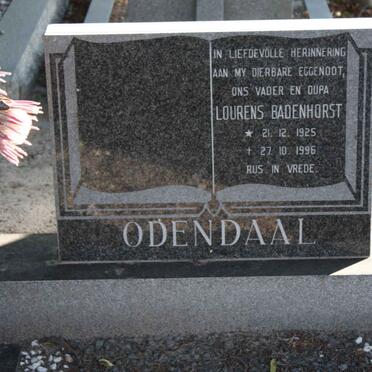 IN LIEFDEVOLLE HERINNERING
AAN MY DIERBARE EGGENOOT,
ONS VADER EN OUPA
LOURENS BADENHORST
★ 21. 12. 1925
+ 27. 10. 1996
RUS IN VREDE.
ODENDAAL